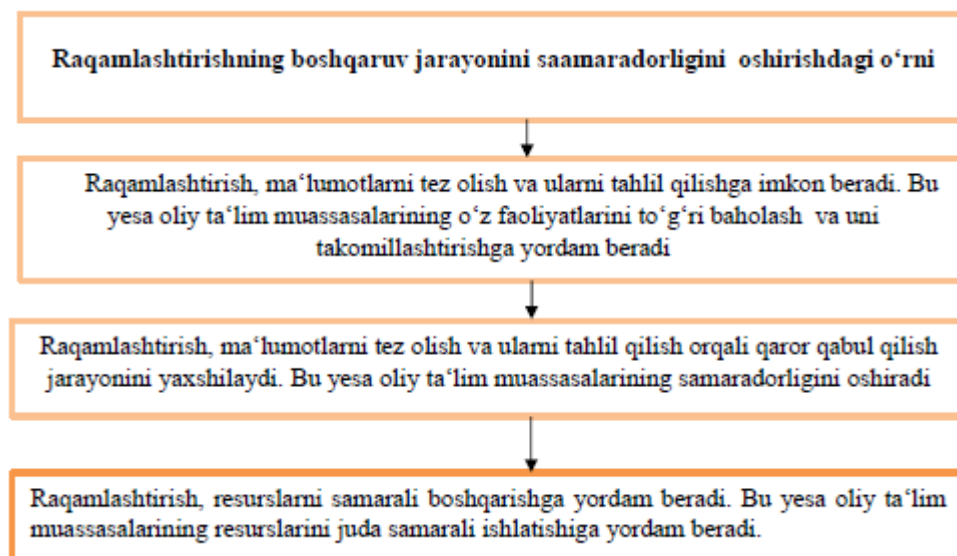 Raqamlashtirishning boshqaruv jarayonini saamaradorligini oshirishdagi o‘rni
Raqamlashtirish, ma‘lumotlarni tez olish va ularni tahlil qilishga imkon beradi. Bu
yesa oliy ta‘lim muassasalarining o‘z faoliyatlarini to‘g‘ri baholash va uni
takomillashtirishga yordam beradi
Raqamlashtirish, ma‘lumotlarni tez olish va ularni tahlil qilish orqali qaror qabul qilish
jarayonini yaxshilaydi. Bu yesa oliy ta‘lim muassasalarining samaradorligini oshiradi
Raqamlashtirish, resurslarni samarali boshqarishga yordam beradi. Bu yesa oliy ta‘lim
muassasalarining resurslarini juda samarali ishlatishiga yordam beradi.